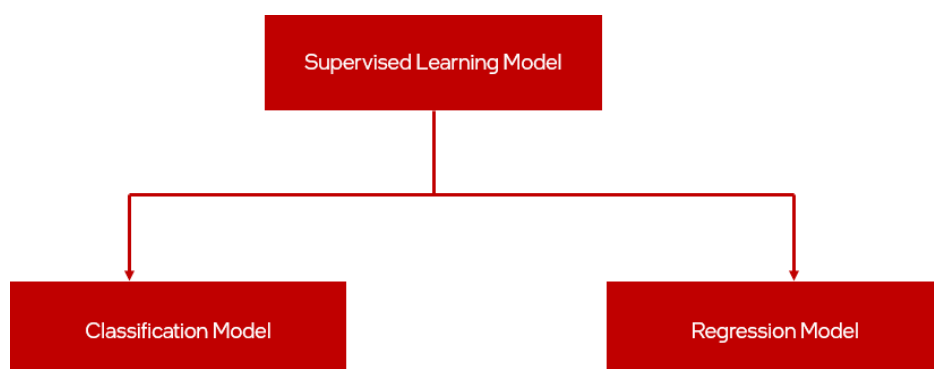 Supervised Learning Model
Classification Model
Regression Model